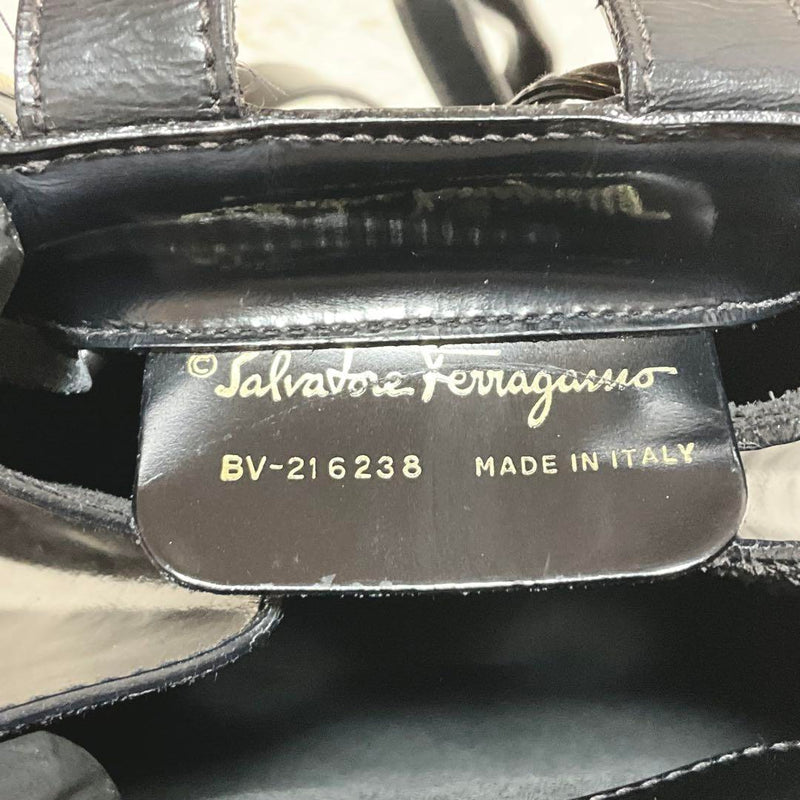 © Salvatore Ferragamo
BV-216238 MADE IN ITALY